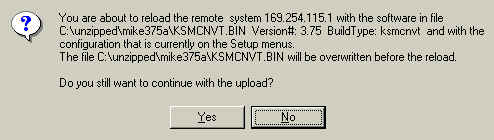 You are about to reload the remote system 169.254.115.1 with the software in file
C:\unzipped\mike375a\KSMCNVT.BIN Version#: 3.75 BuildType: ksmcnvt and with the
configuration that is currently on the Setup menus.
The file C:\unzipped\mike375a\KSMCNVT.BIN will be overwritten before the reload.
Do you still want to continue with the upload?
Yes No